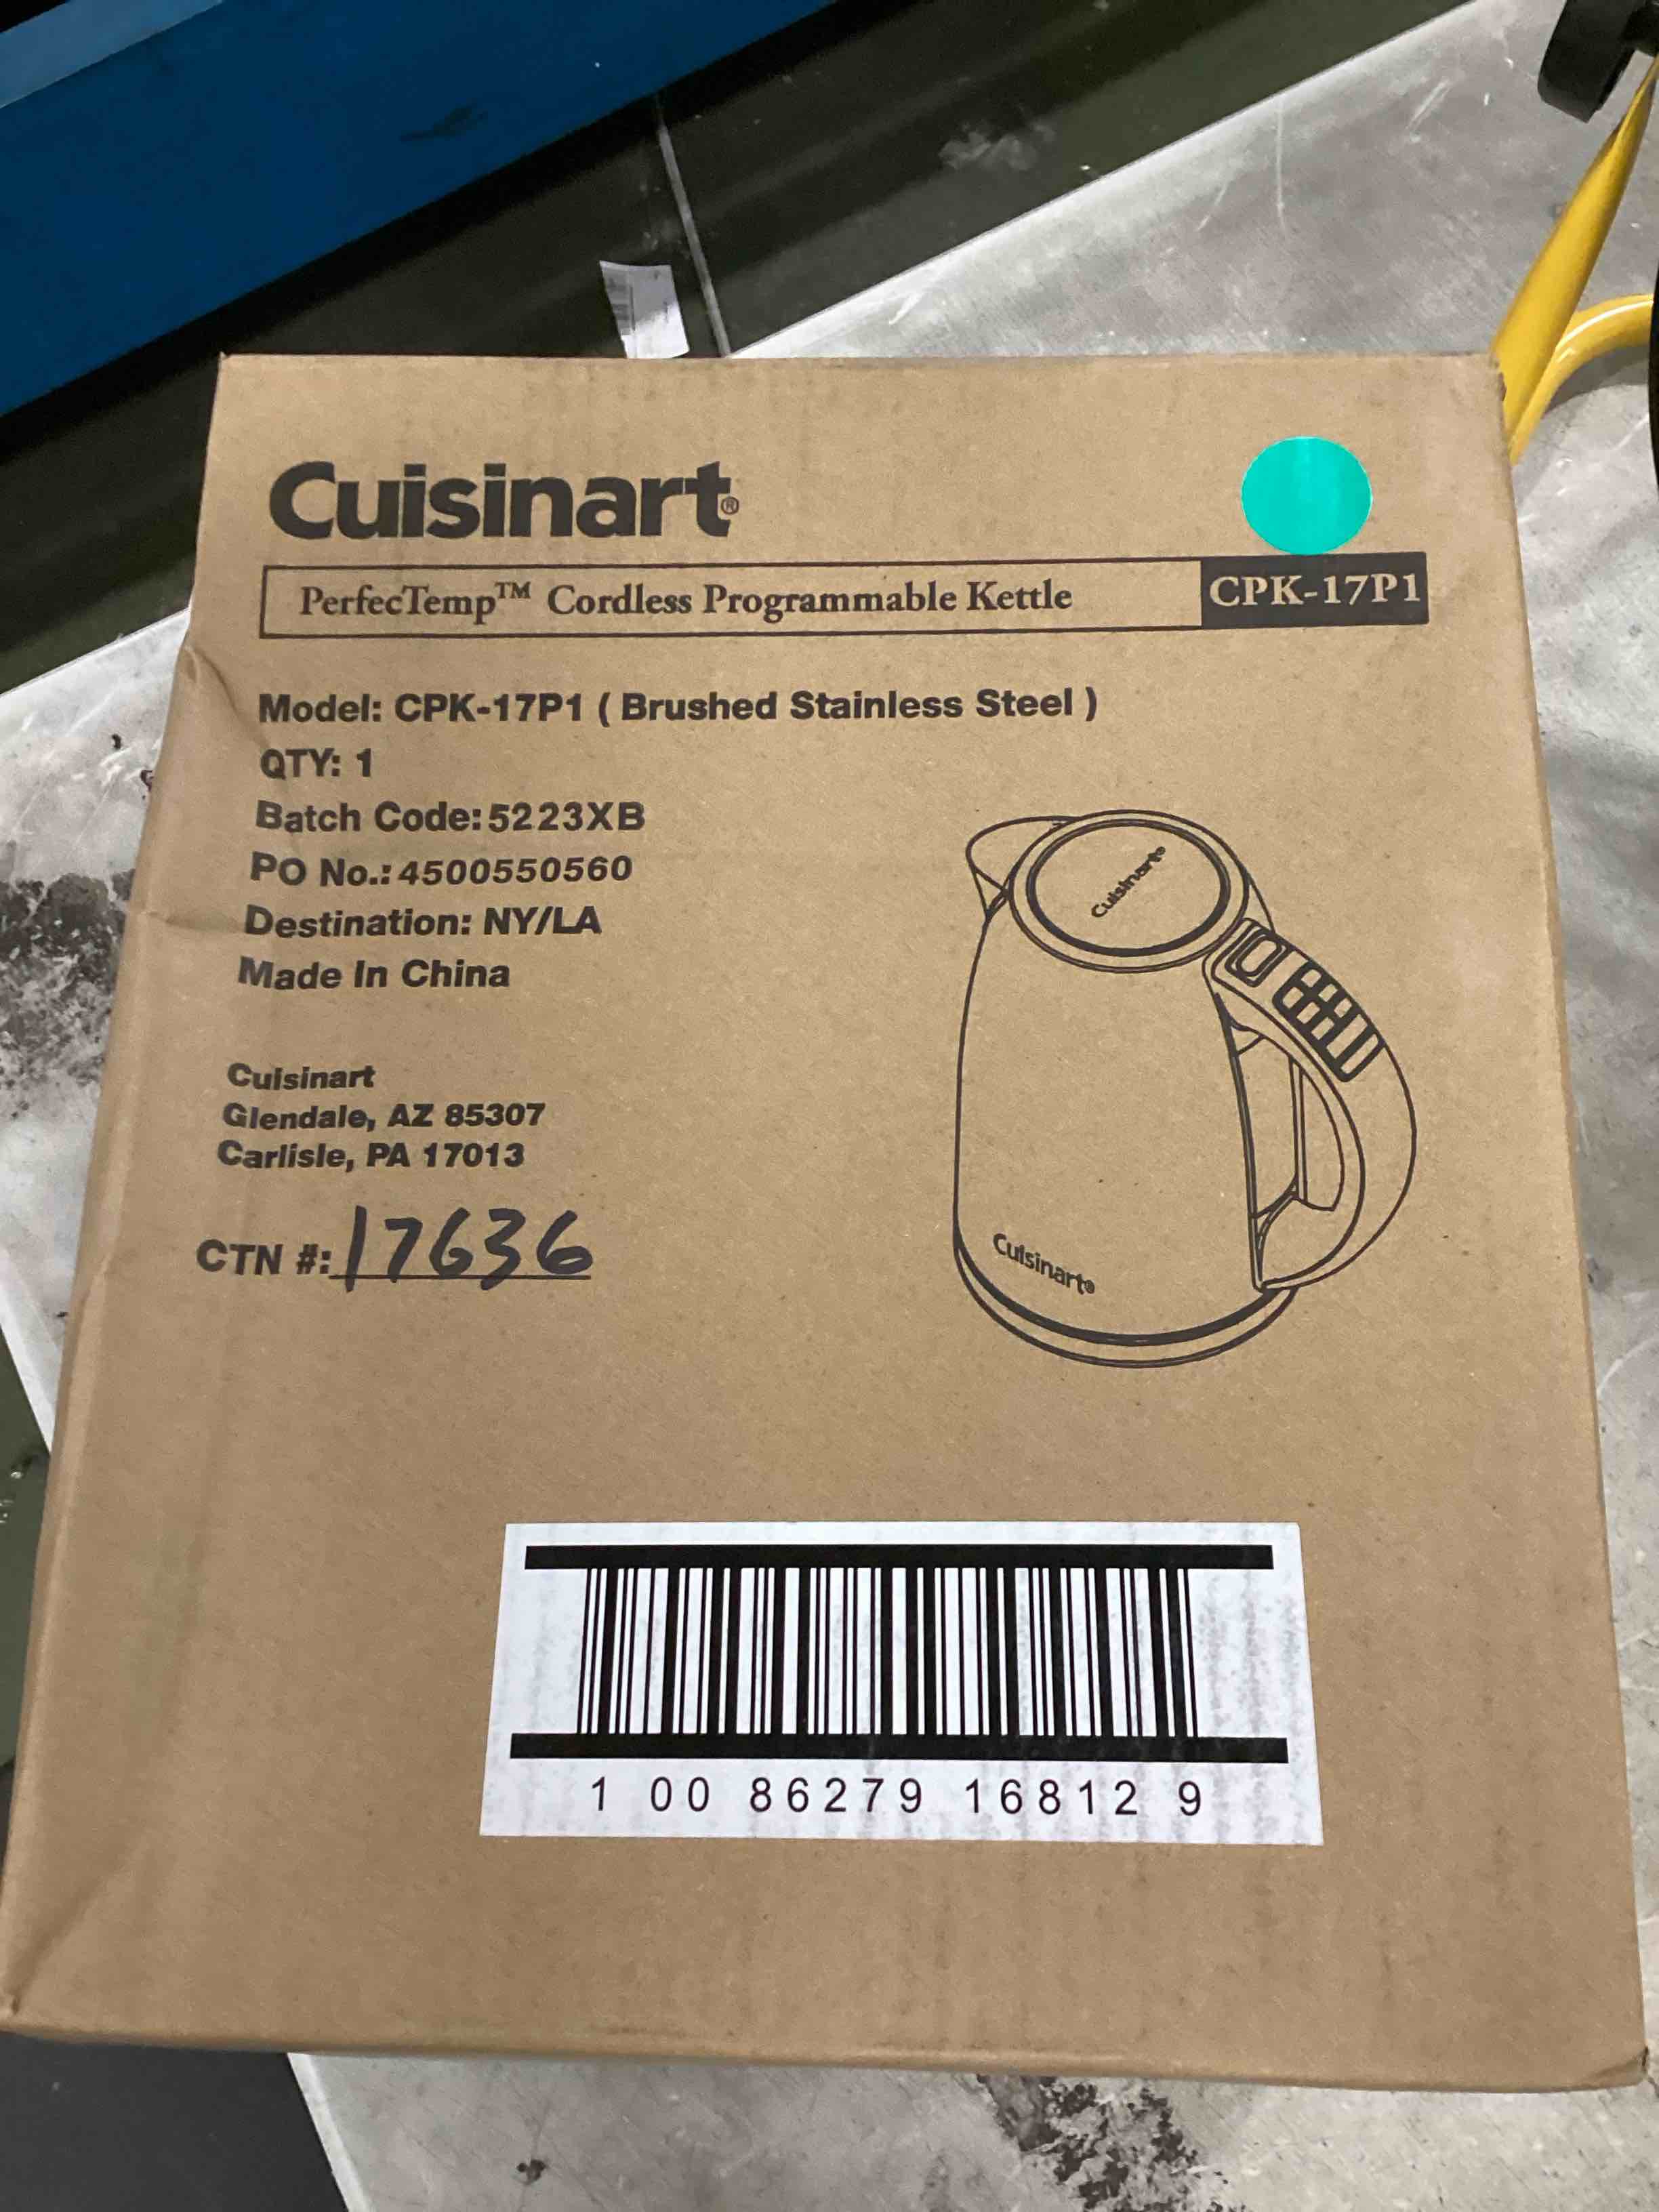 Cuisinart®
PerfecTemp™ Cordless Programmable Kettle CPK-17P1
Model: CPK-17P1 ( Brushed Stainless Steel )
QTY: 1
Batch Code: 5223XB
PO No.: 4500550560
Destination: NY/LA
Made In China
Cuisinart
Glendale, AZ 85307
Carlisle, PA 17013
CTN #: 17636
Cuisinart®
Cuisinart®
1 00 86279 16812 9